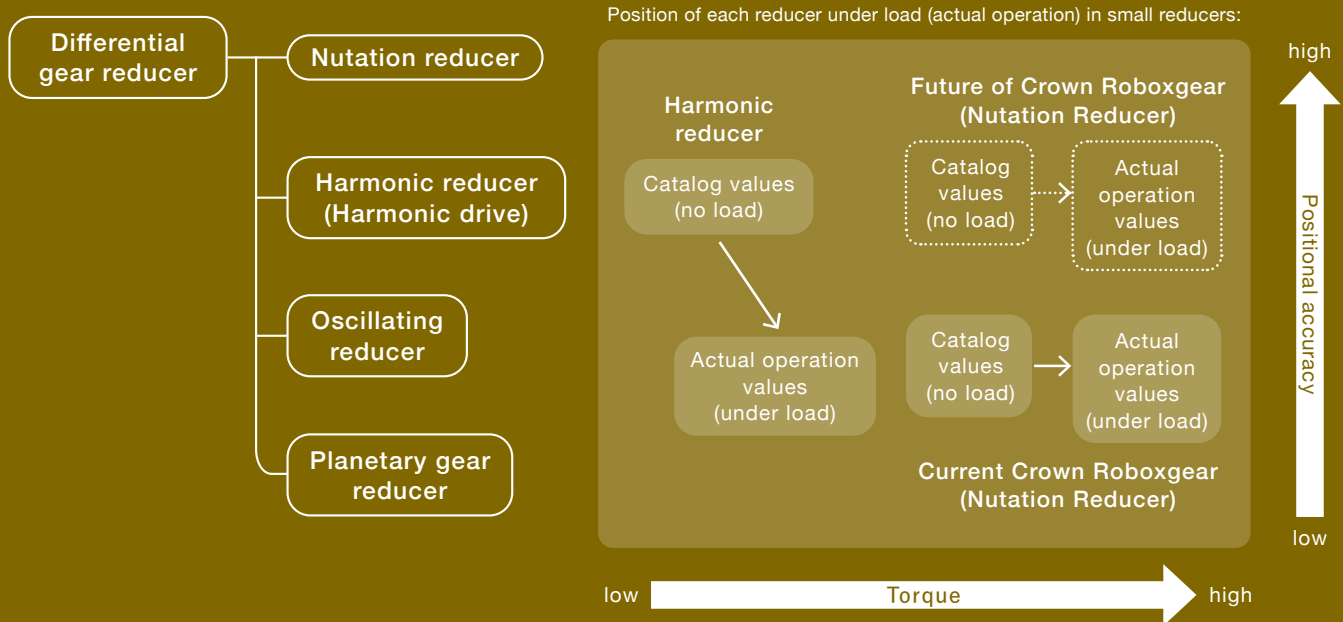 Differential
gear reducer
Nutation reducer
Harmonic reducer
(Harmonic drive)
Oscillating
reducer
Planetary gear
reducer
Position of each reducer under load (actual operation) in small reducers:
Harmonic
reducer
Catalog values
(no load)
Actual operation
values
(under load)
Future of Crown Roboxgear
(Nutation Reducer)
Catalog
values
(no load)
Actual
operation
values
(under load)
Catalog
values
(no load)
Actual
operation
values
(under load)
Current Crown Roboxgear
(Nutation Reducer)
high
Positional accuracy
low
low
Torque
high